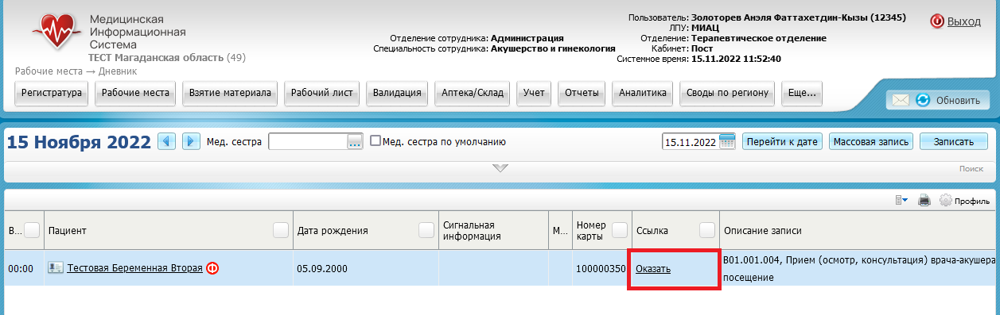 Медицинская
Информационная
Система
ТЕСТ Магаданская область (49)
Рабочие места → Дневник
Отделение сотрудника: Администрация
Специальность сотрудника: Акушерство и гинекология
Пользователь: Золоторев Анэля Фаттахетдин-Кызы (12345)
ЛПУ: МИАЦ
Отделение: Терапевтическое отделение
Кабинет: Пост
Системное время: 15.11.2022 11:52:40
Выход
Регистратура Рабочие места Взятие материала Рабочий лист Валидация Аптека/Склад Учет Отчеты Аналитика Своды по региону Еще...
Обновить
15 Ноября 2022 Мед. сестра ... Мед. сестра по умолчанию 15.11.2022 Перейти к дате Массовая запись Записать
Поиск
Профиль
В... Пациент Дата рождения Сигнальная информация М... Номер карты Ссылка Описание записи
00:00 Тестовая Беременная Вторая Ф 05.09.2000 100000350 Оказать B01.001.004, Прием (осмотр, консультация) врача-акушера
посещение